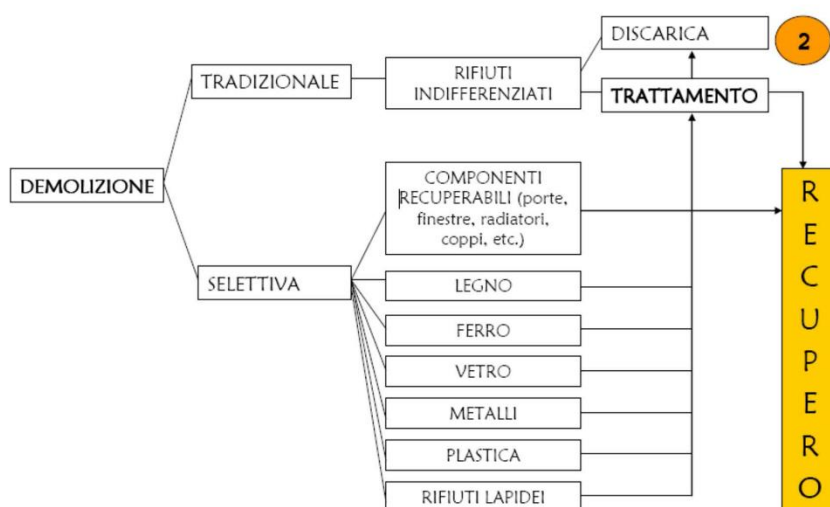 DISCARICA
2
TRADIZIONALE
RIFIUTI
INDIFFERENZIATI
TRATTAMENTO
DEMOLIZIONE
COMPONENTI
RECUPERABILI (porte,
finestre, radiatori,
coppi, etc.)
SELETTIVA
LEGNO
FERRO
VETRO
METALLI
PLASTICA
RIFIUTI LAPIDEI
R
E
C
U
P
E
R
O